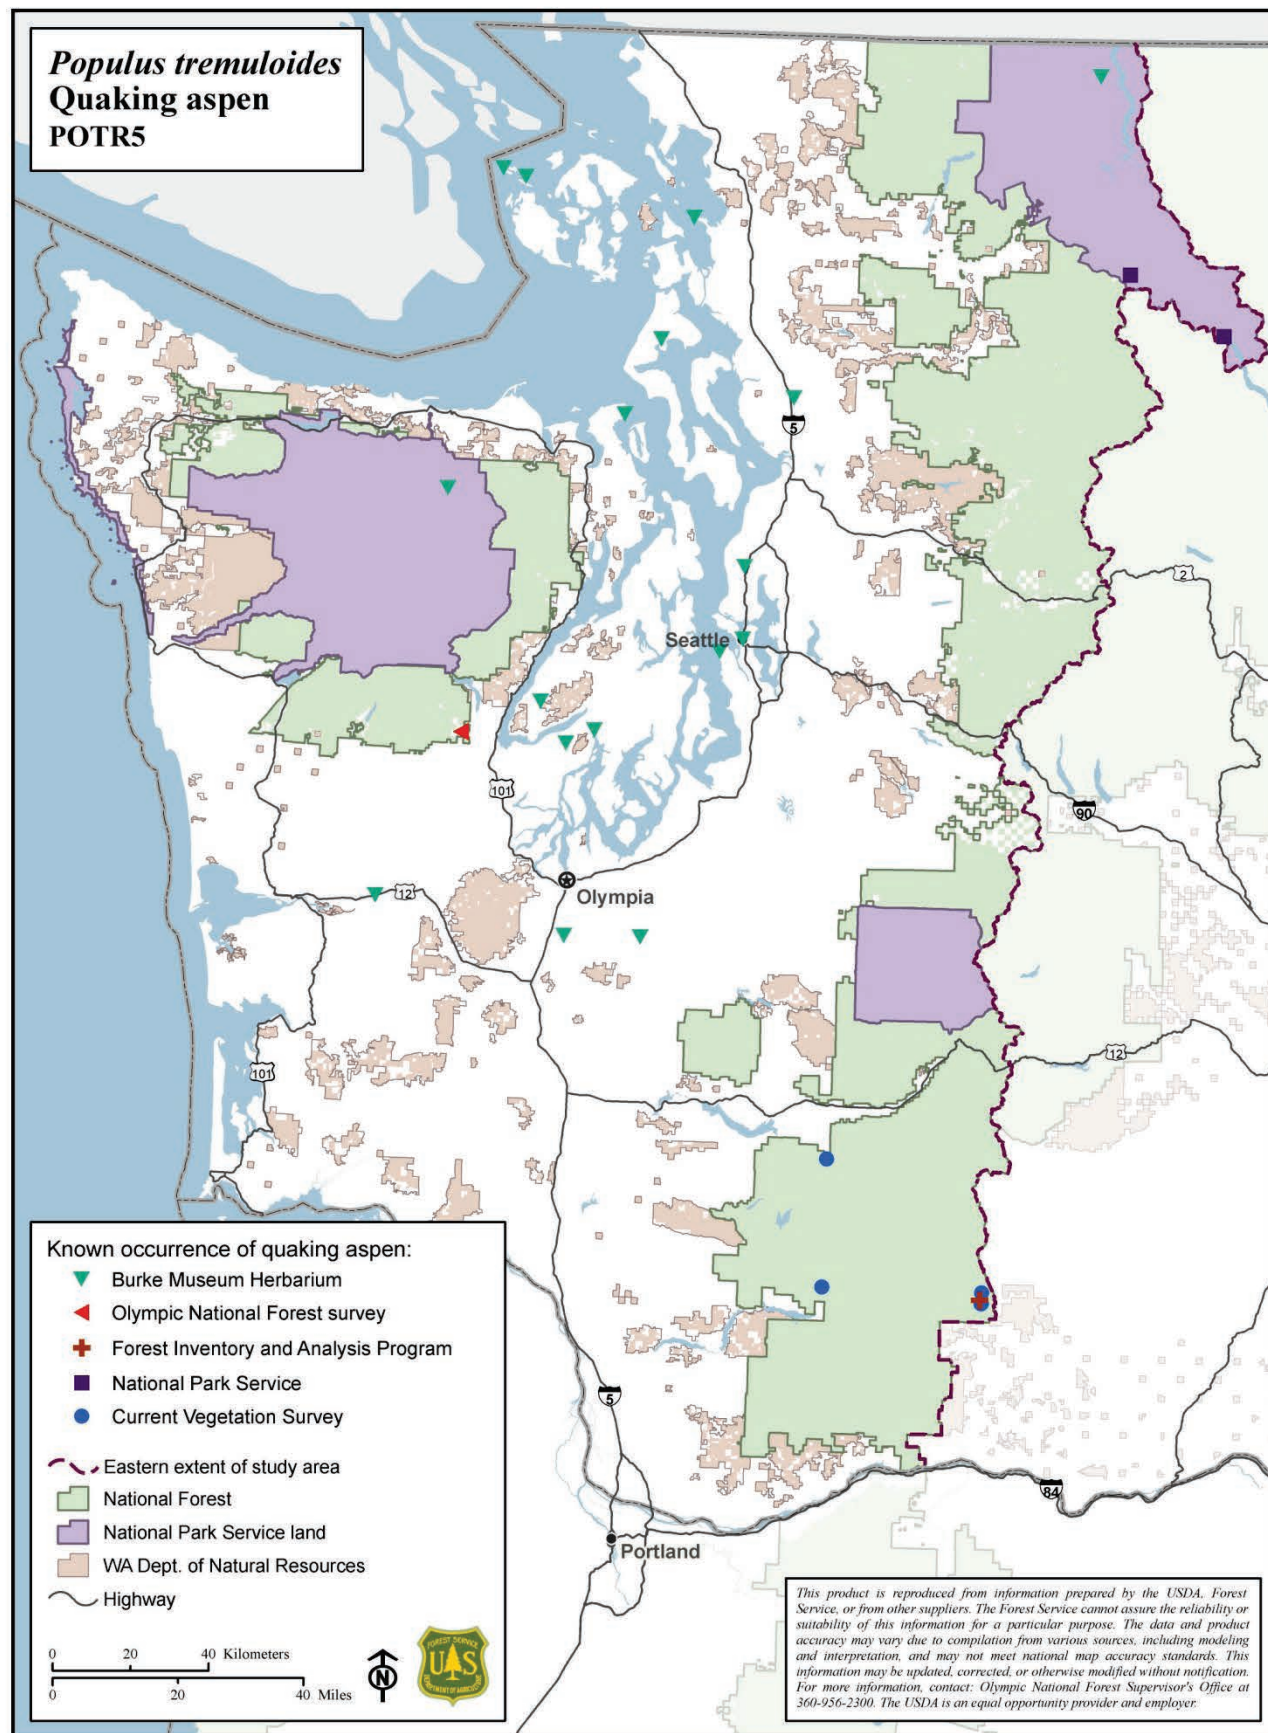 Populus tremuloides
Quaking aspen
POTR5
5
2
Seattle
101
90
12
Olympia
101
12
Known occurrence of quaking aspen:
Burke Museum Herbarium
Olympic National Forest survey
Forest Inventory and Analysis Program
National Park Service
Current Vegetation Survey
Eastern extent of study area
National Forest
National Park Service land
WA Dept. of Natural Resources
Highway
0 20 40 Kilometers
0 20 40 Miles
N
FOREST SERVICE
U S
DEPARTMENT OF AGRICULTURE
5
84
Portland
This product is reproduced from information prepared by the USDA, Forest
Service, or from other suppliers. The Forest Service cannot assure the reliability or
suitability of this information for a particular purpose. The data and product
accuracy may vary due to compilation from various sources, including modeling
and interpretation, and may not meet national map accuracy standards. This
information may be updated, corrected, or otherwise modified without notification.
For more information, contact: Olympic National Forest Supervisor's Office at
360-956-2300. The USDA is an equal opportunity provider and employer.